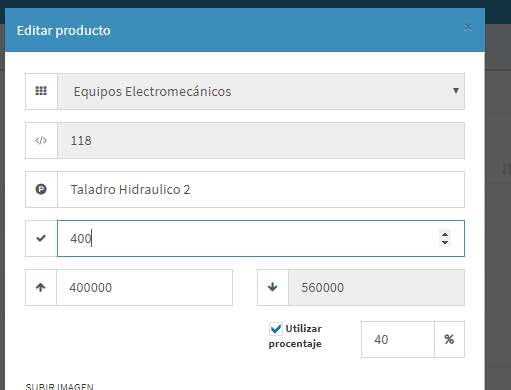 Editar producto
×
Equipos Electromecánicos
</> 118
P Taladro Hidraulico 2
400
400000 560000
Utilizar
procentaje
40 %
SUBIR IMAGEN